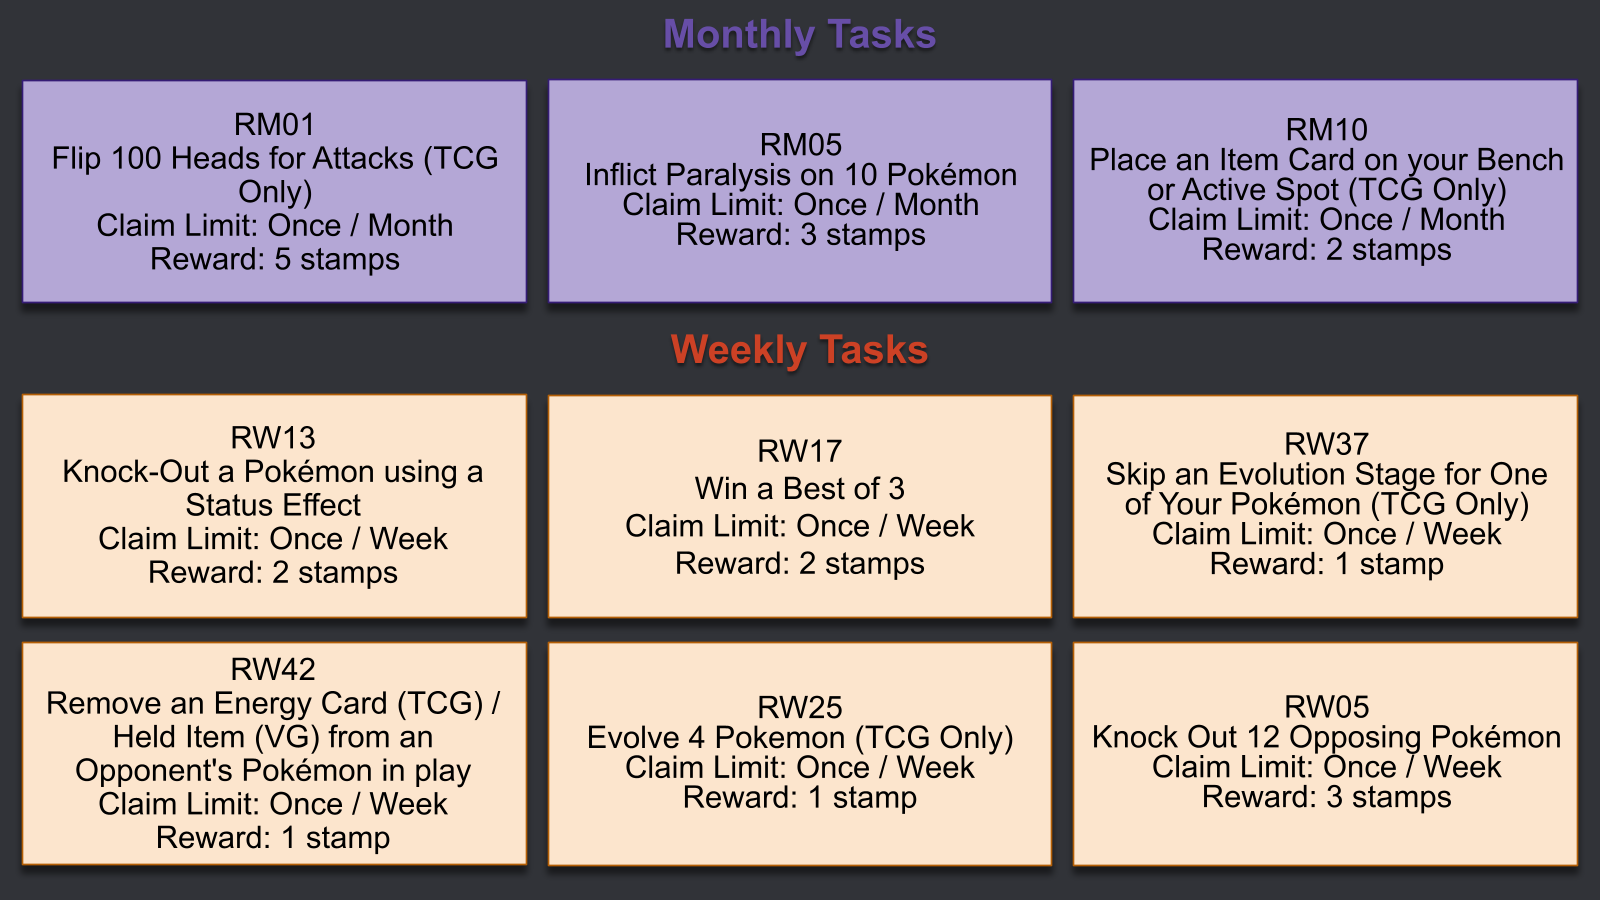 Monthly Tasks
RM01
Flip 100 Heads for Attacks (TCG
Only)
Claim Limit: Once / Month
Reward: 5 stamps
RM05
Inflict Paralysis on 10 Pokémon
Claim Limit: Once / Month
Reward: 3 stamps
RM10
Place an Item Card on your Bench
or Active Spot (TCG Only)
Claim Limit: Once / Month
Reward: 2 stamps
Weekly Tasks
RW13
Knock-Out a Pokémon using a
Status Effect
Claim Limit: Once / Week
Reward: 2 stamps
RW17
Win a Best of 3
Claim Limit: Once / Week
Reward: 2 stamps
RW37
Skip an Evolution Stage for One
of Your Pokémon (TCG Only)
Claim Limit: Once / Week
Reward: 1 stamp
RW42
Remove an Energy Card (TCG) /
Held Item (VG) from an
Opponent's Pokémon in play
Claim Limit: Once / Week
Reward: 1 stamp
RW25
Evolve 4 Pokemon (TCG Only)
Claim Limit: Once / Week
Reward: 1 stamp
RW05
Knock Out 12 Opposing Pokémon
Claim Limit: Once / Week
Reward: 3 stamps